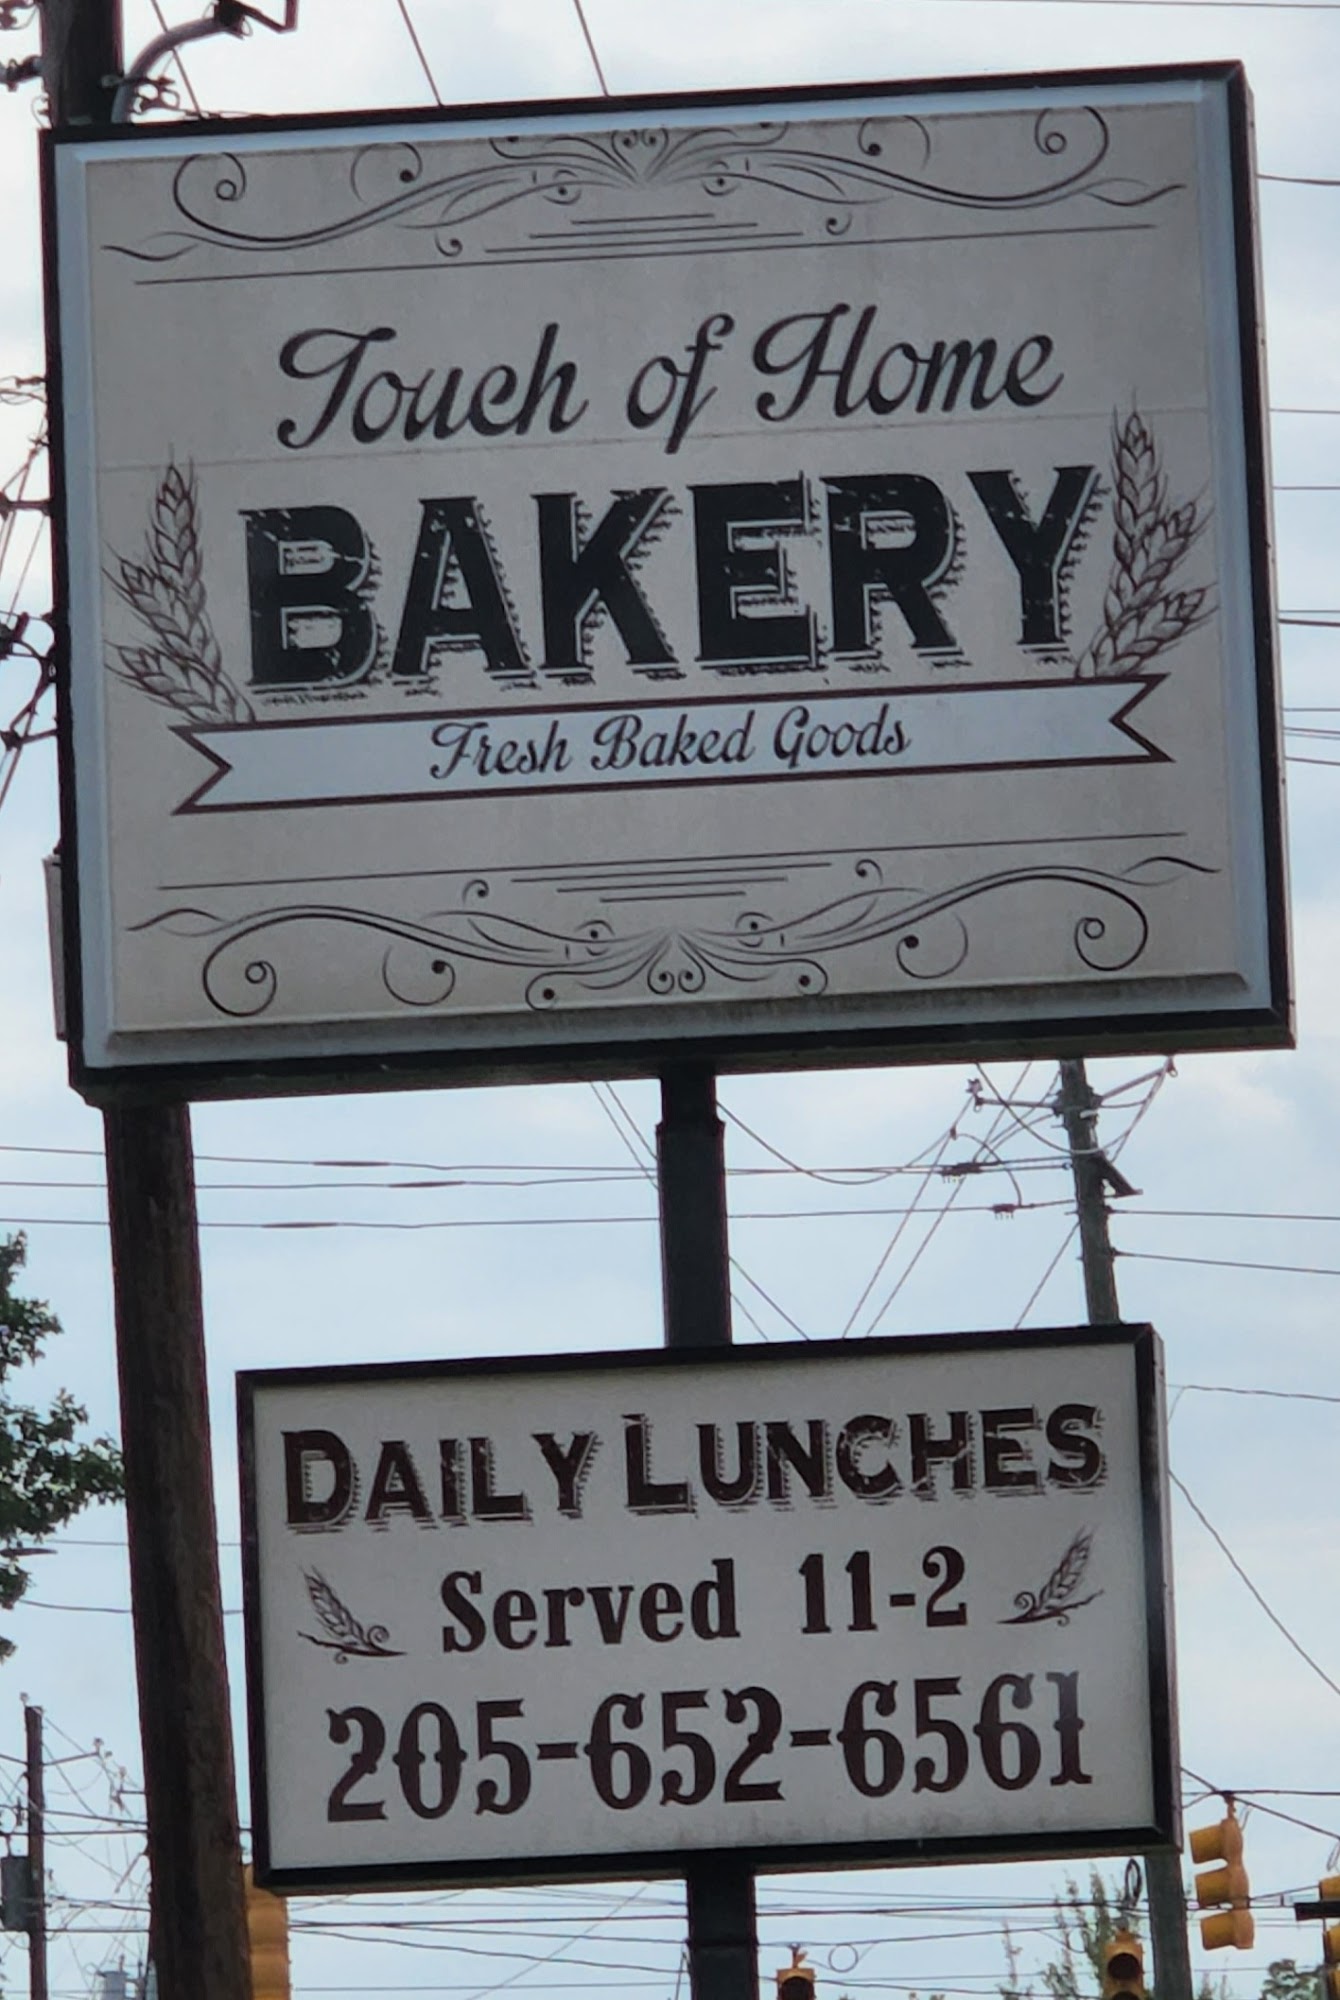 Touch of Home
BAKERY
Fresh Baked Goods
DAILY LUNCHES
Served 11-2
205-652-6561